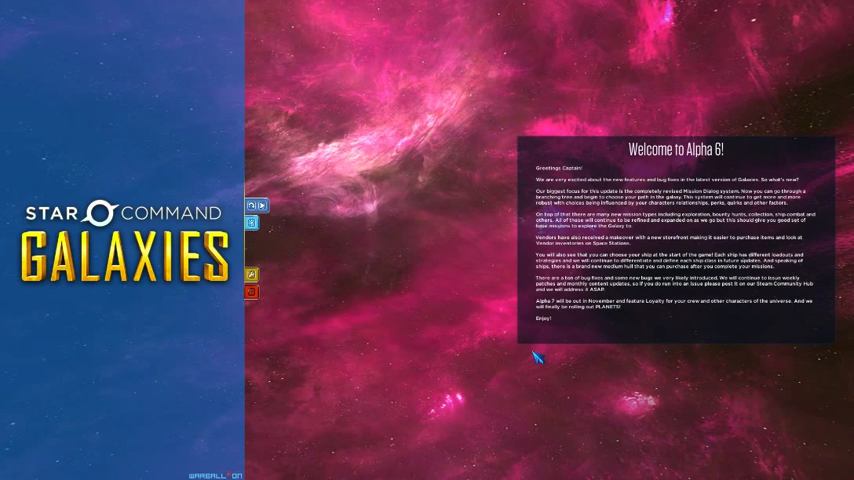 STAR COMMAND
GALAXIES
Welcome to Alpha 6!
Greetings Captain!
We are very excited about the new features and bug fixes in the latest version of Galaxies. So what's new?
Our biggest focus for this update is the completely revised Mission Dialog system. Now you can go through a
branching tree and begin to choose your path in the galaxy. This system will continue to get more and more
robust with choices being influenced by your characters relationships, perks, quirks and other factors.
On top of that there are many new mission types including exploration, bounty hunts, collection, ship combat and
others. All of these will continue to be refined and expanded on as we go but this should give you good set of
base missions to explore the Galaxy to.
Vendors have also received a makeover with a new storefront making it easier to purchase items and look at
Vendor inventories on Space Stations.
You will also see that you can choose your ship at the start of the game! Each ship has different loadouts and
strategies and we will continue to differentiate and define each ship class in future updates. And speaking of
ships, there is a brand new medium hull that you can purchase after you complete your missions.
There are a ton of bug fixes and some new bugs we very likely introduced. We will continue to issue weekly
patches and monthly content updates, so if you do run into an issue please post it on our Steam Community Hub
and we will address it ASAP.
Alpha 7 will be out in November and feature Loyalty for your crew and other characters of the universe. And we
will finally be rolling out PLANETS!
Enjoy!
WARBALLOON